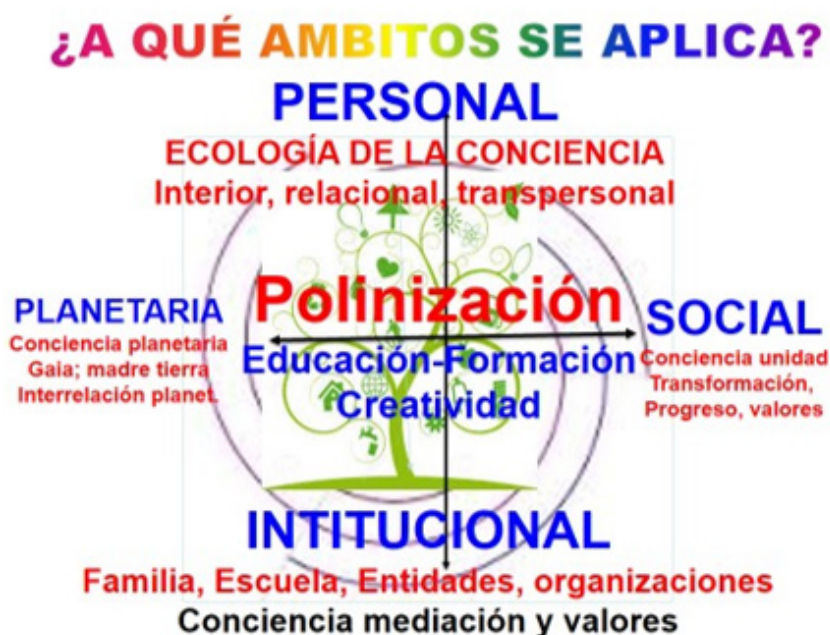 ¿A QUÉ AMBITOS SE APLICA?
PERSONAL
ECOLOGÍA DE LA CONCIENCIA
Interior, relacional, transpersonal
Polinización
Educación-Formación
Creatividad
PLANETARIA
Conciencia planetaria
Gaia; madre tierra
Interrelación planet.
SOCIAL
Conciencia unidad
Transformación,
Progreso, valores
INTITUCIONAL
Familia, Escuela, Entidades, organizaciones
Conciencia mediación y valores